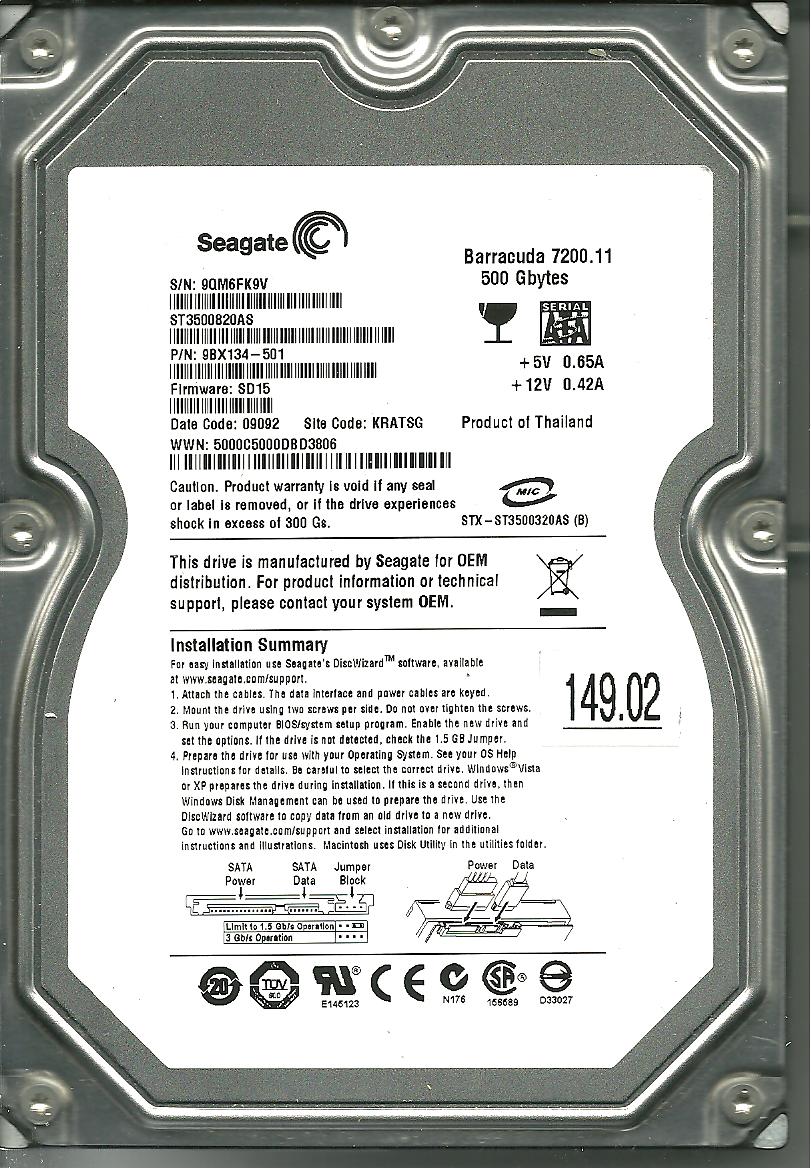 Seagate
Barracuda 7200.11
500 Gbytes
S/N: 9QM6FK9V
ST3500820AS
P/N: 9BX134-501
Firmware: SD15
SERIAL
ATA
+5V 0.65A
+12V 0.42A
Date Code: 09092 Site Code: KRATSG
Product of Thailand
WWN: 5000C5000DBD3806
Caution. Product warranty is void if any seal
or label is removed, or if the drive experiences
shock in excess of 300 Gs.
MIC
STX-ST3500320AS (B)
This drive is manufactured by Seagate for OEM
distribution. For product information or technical
support, please contact your system OEM.
Installation Summary
For easy installation use Seagate's DiscWizard™ software, available
at www.seagate.com/support.
1. Attach the cables. The data interface and power cables are keyed.
2. Mount the drive using two screws per side. Do not over tighten the screws.
3. Run your computer BIOS/system setup program. Enable the new drive and
set the options. If the drive is not detected, check the 1.5 GB Jumper.
4. Prepare the drive for use with your Operating System. See your OS Help
instructions for details. Be careful to select the correct drive. Windows® Vista
or XP prepares the drive during installation. If this is a second drive, then
Windows Disk Management can be used to prepare the drive. Use the
DiscWizard software to copy data from an old drive to a new drive.
Go to www.seagate.com/support and select installation for additional
instructions and illustrations. Macintosh uses Disk Utility in the utilities folder.
149.02
SATA Power
SATA Data
Jumper Block
Power Data
Limit to 1.5 Gb/s Operation
3 Gb/s Operation
20
TUV
®
E145123
CE
N176
SA ®
156589
D33027